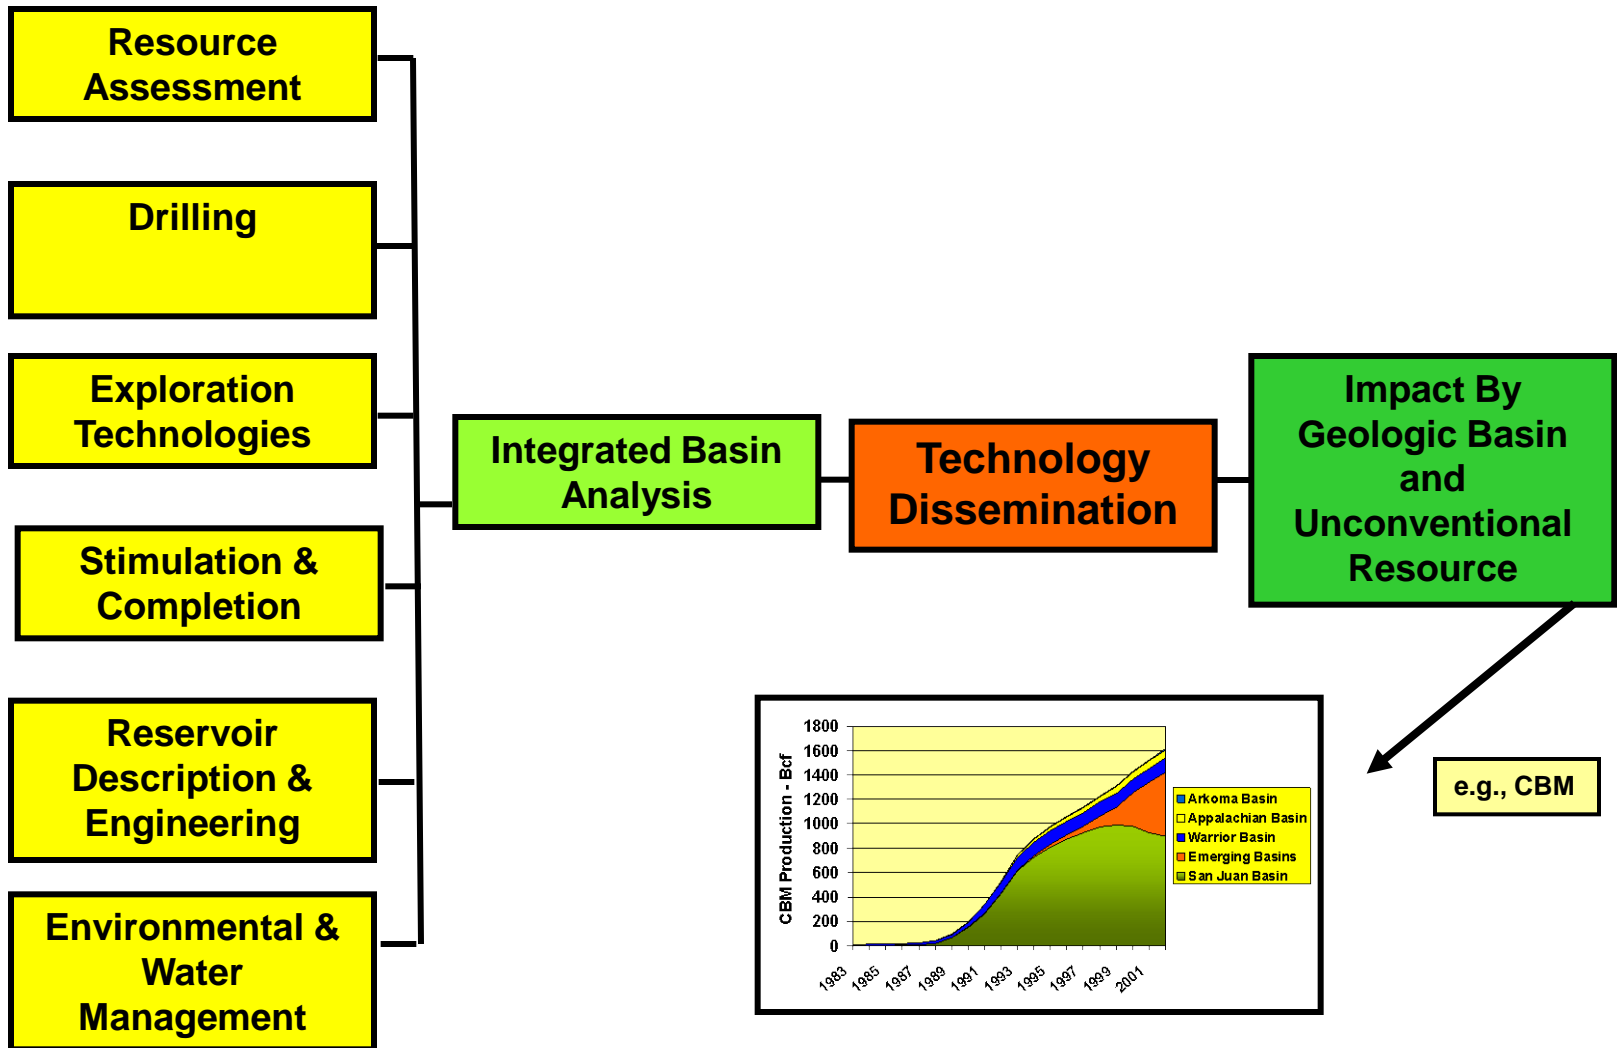 Resource
Assessment
Drilling
Exploration
Technologies
Stimulation &
Completion
Reservoir
Description &
Engineering
Environmental &
Water
Management
Integrated Basin
Analysis
Technology
Dissemination
Impact By
Geologic Basin
and
Unconventional
Resource
e.g., CBM
CBM Production - Bcf
1800
1600
1400
1200
1000
800
600
400
200
0
1983
1985
1987
1989
1991
1993
1995
1997
1999
2001
Arkoma Basin
Appalachian Basin
Warrior Basin
Emerging Basins
San Juan Basin